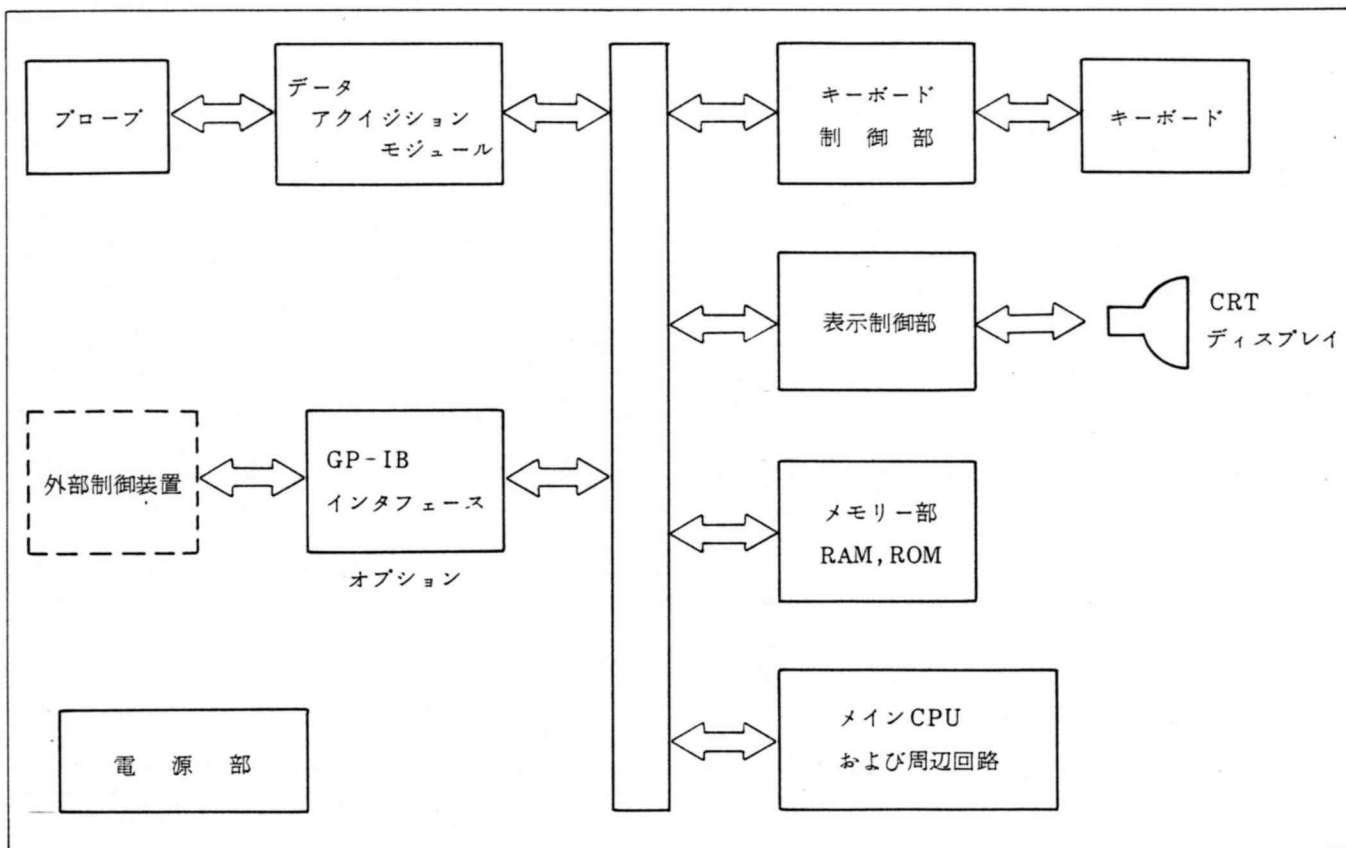 プローブ
データ
アクイジション
モジュール
キーボード
制御部
キーボード
表示制御部
CRT
ディスプレイ
外部制御装置
GP-IB
インタフェース
オプション
メモリー部
RAM, ROM
電源部
メインCPU
および周辺回路